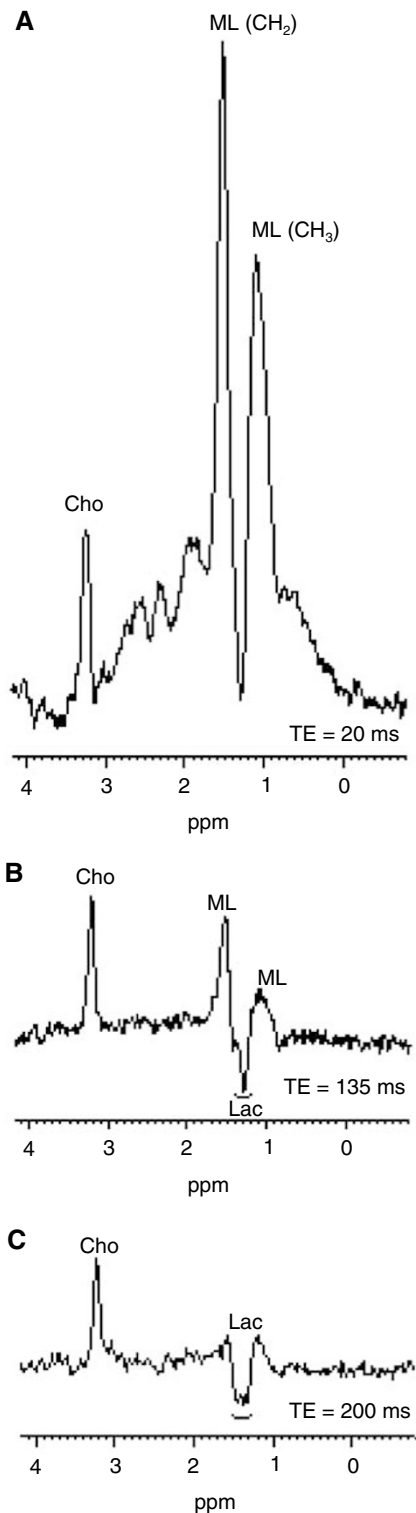 A
ML (CH₂)
ML (CH₃)
Cho
TE = 20 ms
4 3 2 1 0
ppm
B
Cho
ML
ML
TE = 135 ms
Lac
4 3 2 1 0
ppm
C
Cho
Lac
TE = 200 ms
4 3 2 1 0
ppm